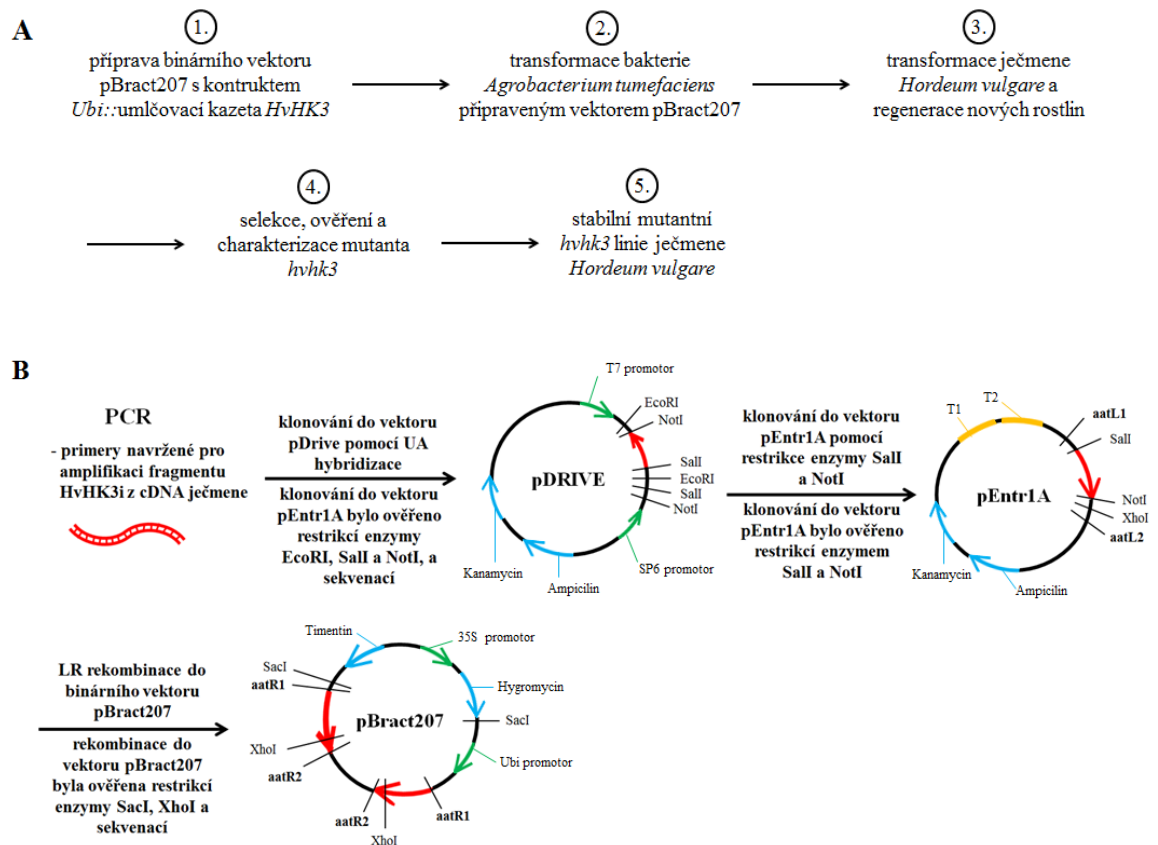 A
1.
příprava binárního vektoru
pBract207 s kontruktem
Ubi::umlčovací kazeta HvHK3
2.
transformace bakterie
Agrobacterium tumefaciens
připraveným vektorem pBract207
3.
transformace ječmene
Hordeum vulgare a
regenerace nových rostlin
4.
selekce, ověření a
charakterizace mutanta
hvhk3
5.
stabilní mutantní
hvhk3 linie ječmene
Hordeum vulgare
B
PCR
- primery navržené pro
amplifikaci fragmentu
HvHK3i z cDNA ječmene
klonování do vektoru
pDrive pomocí UA
hybridizace
klonování do vektoru
pEntr1A bylo ověřeno
restrikcí enzymy
EcoRI, SalI a NotI, a
sekvenací
T7 promotor
EcoRI
NotI
SalI
EcoRI
SalI
NotI
pDRIVE
SP6 promotor
Ampicilin
Kanamycin
klonování do vektoru
pEntr1A pomocí
restrikce enzymy SalI
a NotI
klonování do vektoru
pEntr1A bylo ověřeno
restrikcí enzymem
SalI a NotI
T1
T2
aatL1
SalI
pEntr1A
NotI
XhoI
aatL2
Kanamycin
Ampicilin
LR rekombinace do
binárního vektoru
pBract207
rekombinace do
vektoru pBract207
byla ověřena restrikcí
enzymy SacI, XhoI a
sekvenací
Timentin
35S promotor
SacI
aatR1
Hygromycin
pBract207
SacI
XhoI
aatR2
Ubi promotor
aatR2
aatR1
XhoI